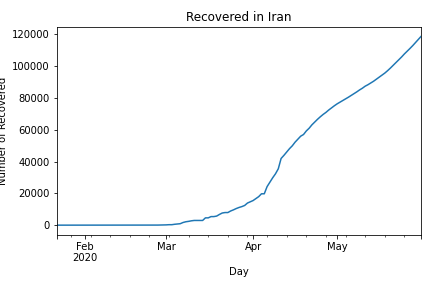 Recovered in Iran
120000
100000
80000
60000
40000
20000
0
Number of Recovered
Feb
2020
Mar
Apr
May
Day